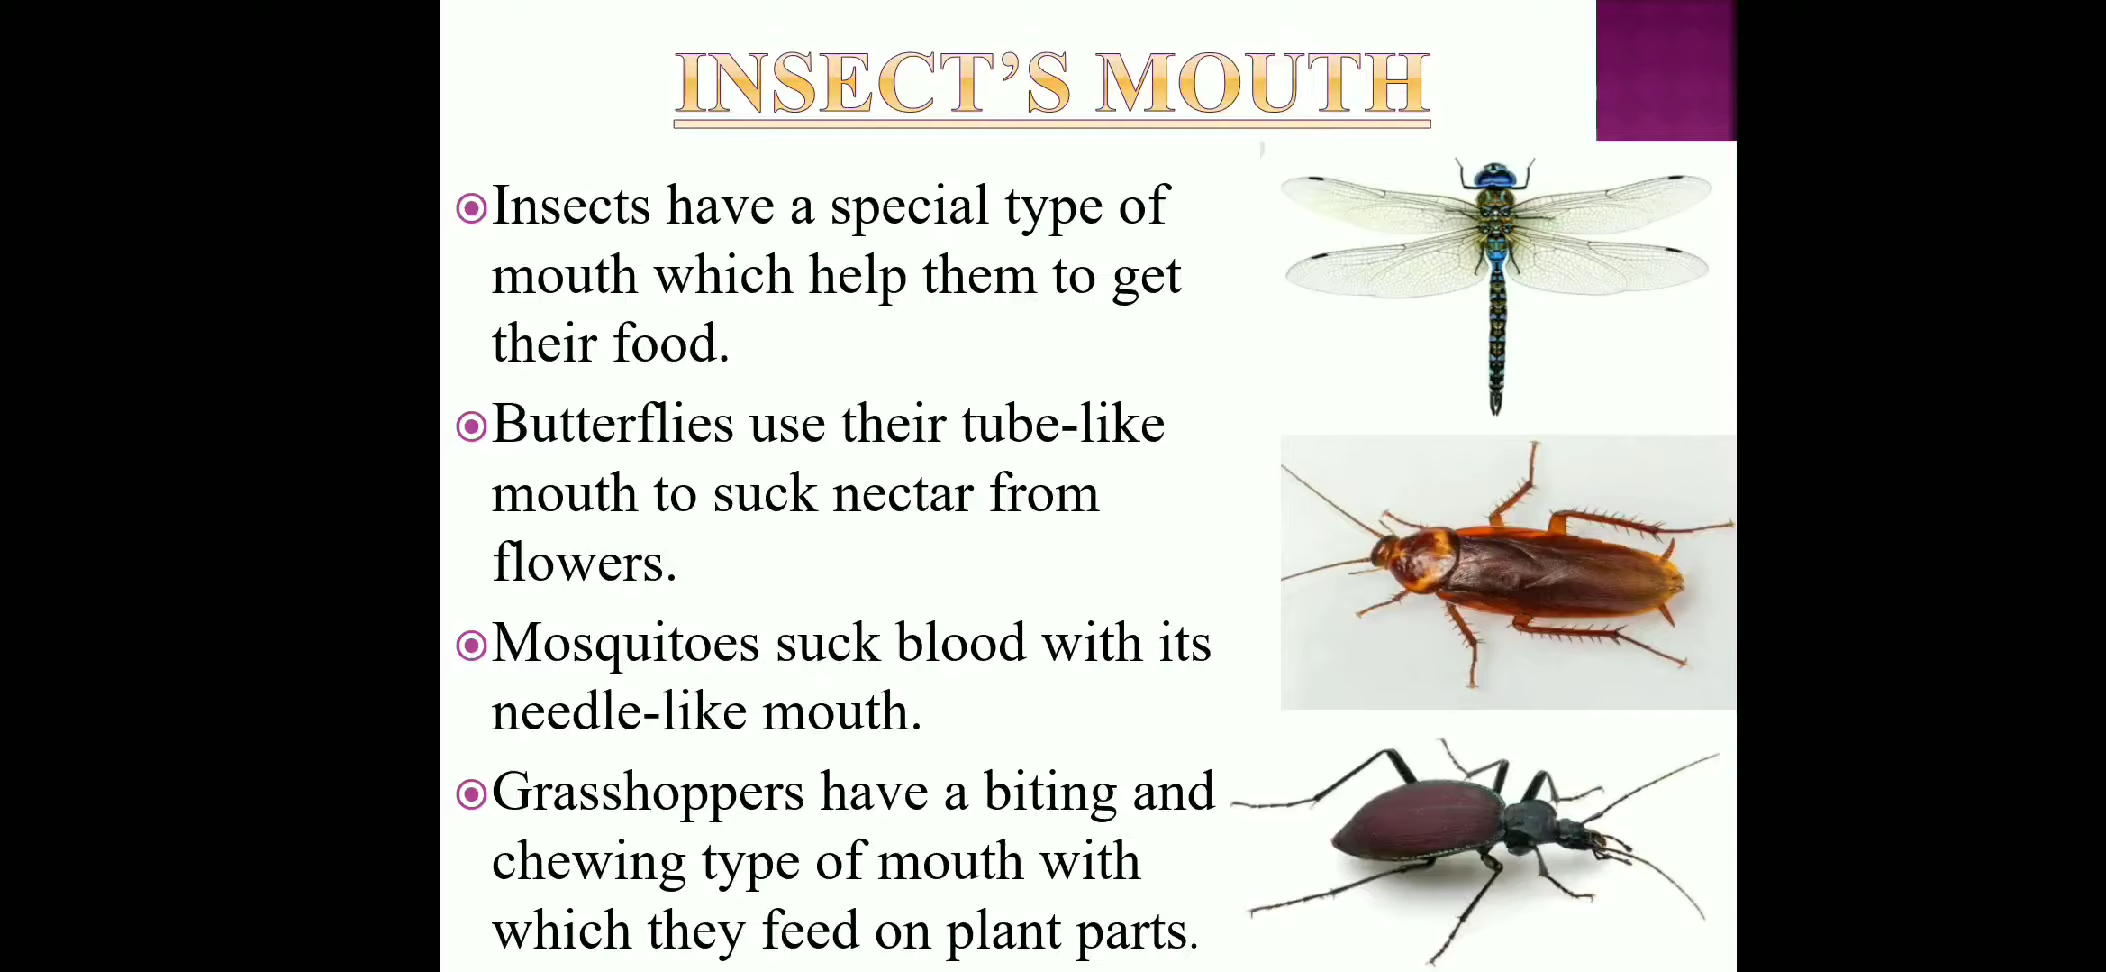 INSECT’S MOUTH
Insects have a special type of
mouth which help them to get
their food.
Butterflies use their tube-like
mouth to suck nectar from
flowers.
Mosquitoes suck blood with its
needle-like mouth.
Grasshoppers have a biting and
chewing type of mouth with
which they feed on plant parts.